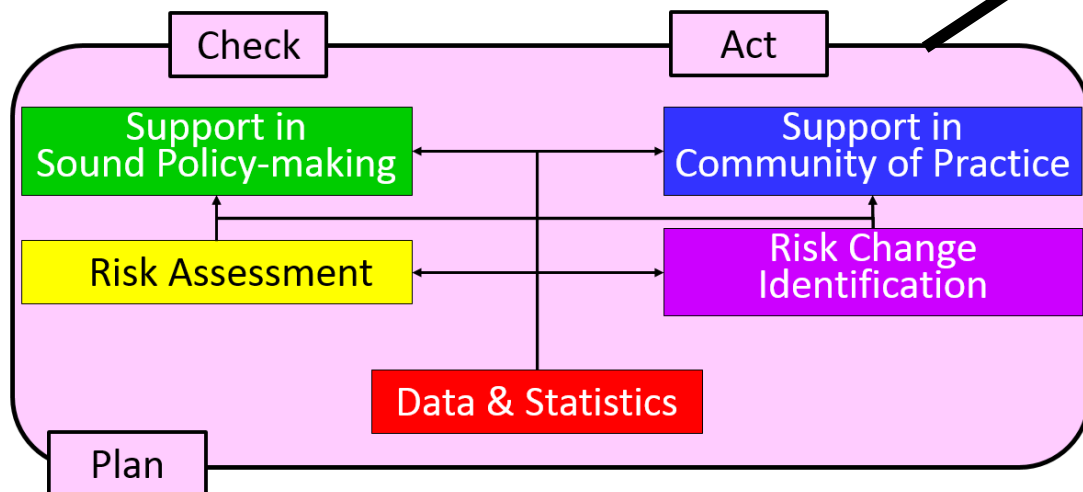 Check
Act
Support in
Sound Policy-making
Support in
Community of Practice
Risk Assessment
Risk Change
Identification
Data & Statistics
Plan